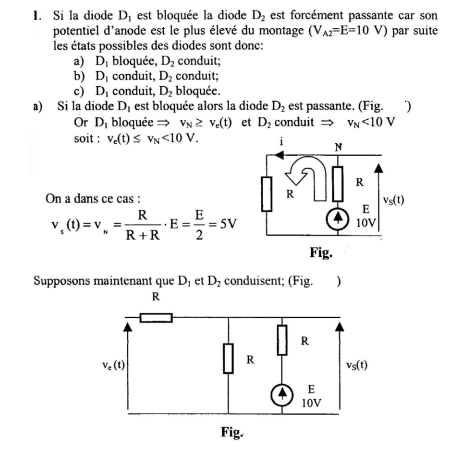 1. Si la diode D₁ est bloquée la diode D₂ est forcément passante car son
potentiel d'anode est le plus élevé du montage (V_A2=E=10 V) par suite
les états possibles des diodes sont donc:
a) D₁ bloquée, D₂ conduit;
b) D₁ conduit, D₂ conduit;
c) D₁ conduit, D₂ bloquée.
a) Si la diode D₁ est bloquée alors la diode D₂ est passante. (Fig. )
Or D₁ bloquée ⇒ v_N ≥ v_e(t) et D₂ conduit ⇒ v_N<10 V
soit : v_e(t) ≤ v_N<10 V.
i
N
R
R
E
10V
v_s(t)
On a dans ce cas :
v_s(t) = v_N = R/(R+R) · E = E/2 = 5V
Fig.
Supposons maintenant que D₁ et D₂ conduisent; (Fig. )
R
v_e(t)
R
R
E
10V
v_S(t)
Fig.